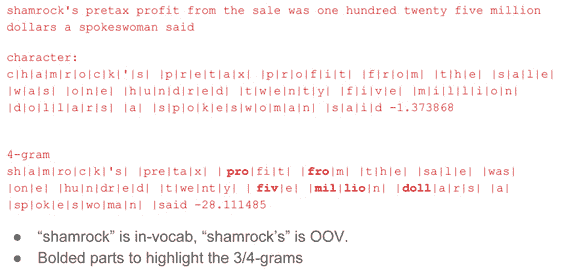 shamrock's pretax profit from the sale was one hundred twenty five million
dollars a spokeswoman said
character:
c|h|a|m|r|o|c|k|'|s| |p|r|e|t|a|x| |p|r|o|f|i|t| |f|r|o|m| |t|h|e| |s|a|l|e|
|w|a|s| |o|n|e| |h|u|n|d|r|e|d| |t|w|e|n|t|y| |f|i|v|e| |m|i|l|l|i|o|n|
|d|o|l|l|a|r|s| |a| |s|p|o|k|e|s|w|o|m|a|n| |s|a|i|d -1.373868
4-gram
sh|a|m|ro|c|k|'s| |pre|ta|x| | pro|fi|t| |fro|m| |t|h|e| |sa|l|e| |was|
|on|e| |hu|n|dr|e|d| |t|we|nt|y| | fiv|e| |mil|lio|n| |doll|a|r|s| |a|
|sp|ok|e|s|wo|ma|n| |said -28.111485
● "shamrock" is in-vocab, "shamrock's" is OOV.
● Bolded parts to highlight the 3/4-grams